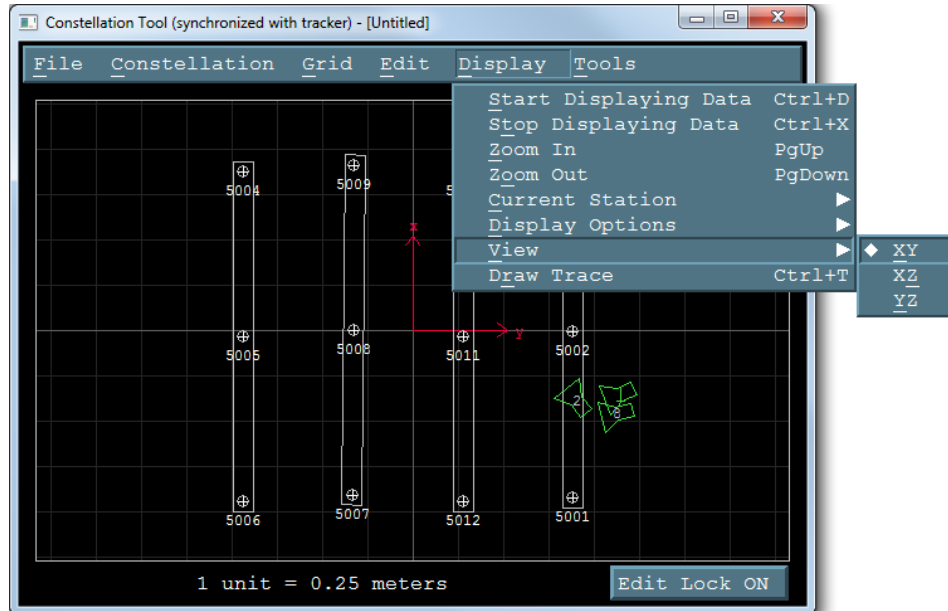 Constellation Tool (synchronized with tracker) - [Untitled]
File Constellation Grid Edit Display Tools
Start Displaying Data Ctrl+D
Stop Displaying Data Ctrl+X
Zoom In PgUp
Zoom Out PgDown
Current Station
Display Options
View
XY
XZ
YZ
Draw Trace Ctrl+T
5004 5009
x
Y
5005 5008 5011 5002
2
5006 5007 5012 5001
1 unit = 0.25 meters
Edit Lock ON